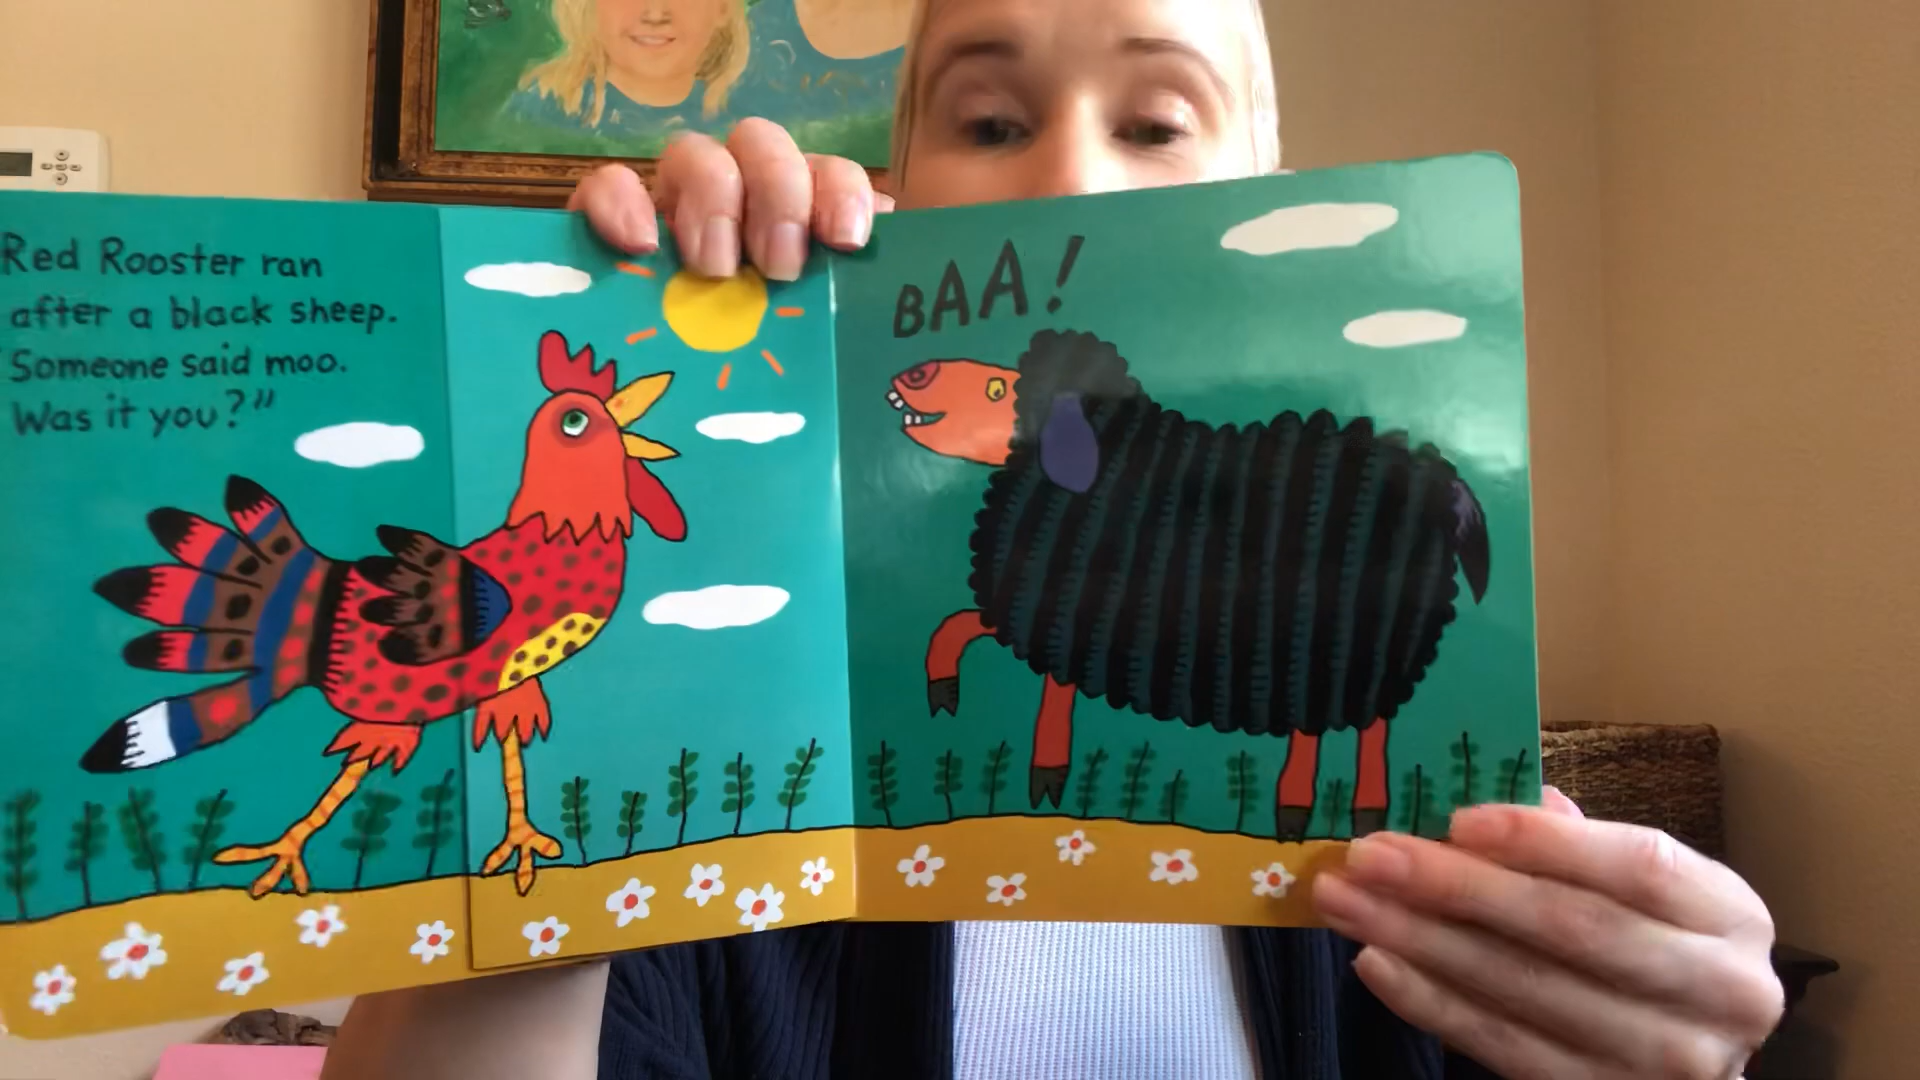 Red Rooster ran
after a black sheep.
"Someone said moo.
Was it you?"
BAA!